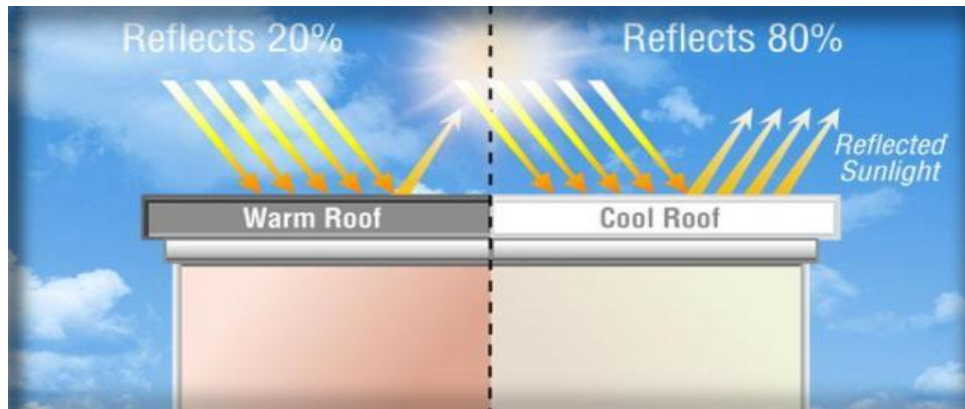 Reflects 20%
Reflects 80%
Reflected
Sunlight
Warm Roof
Cool Roof